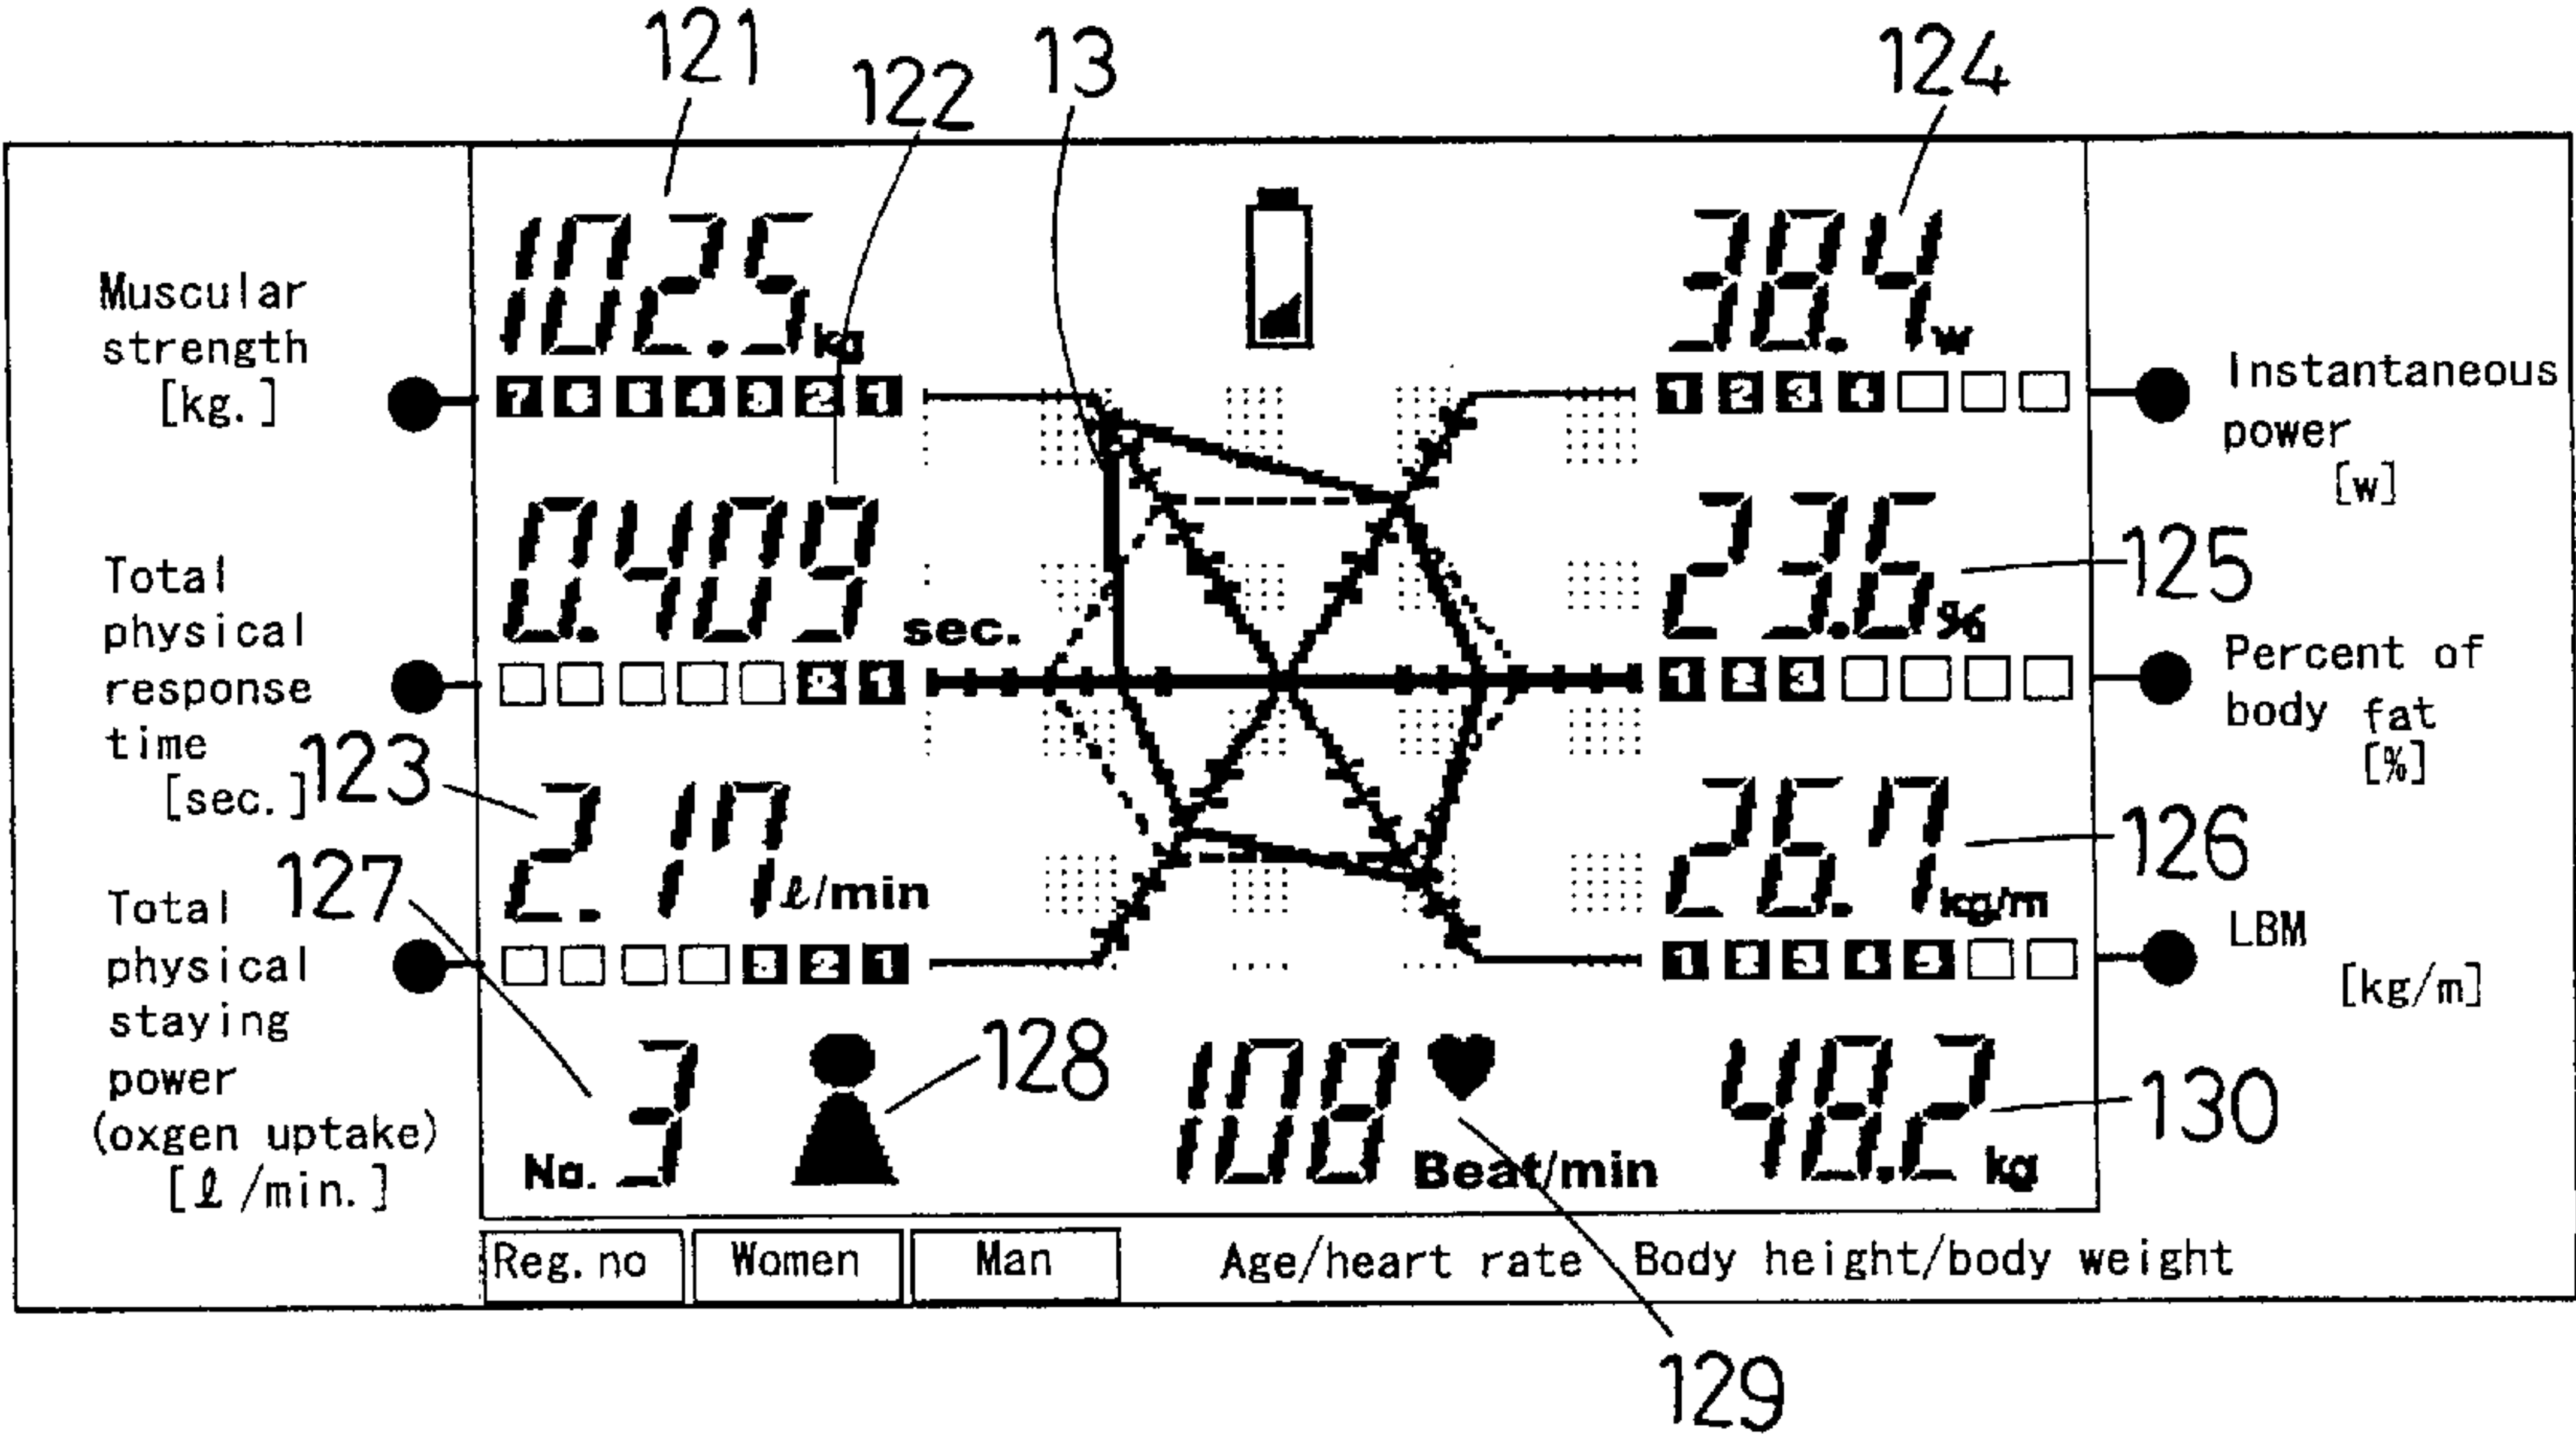 121
122
13
124
Muscular
strength
[kg.]
102.5 kg
7 6 5 4 3 2 1
38.4 w
1 2 3 4
Instantaneous
power
[w]
Total
physical
response
time
[sec.]
0.409 sec.
2 1
23.6 %
1 2 3
125
Percent of
body fat
[%]
123
2.17 ℓ/min
3 2 1
26.7 kg/m
1 2 3 4 5
126
LBM
[kg/m]
127
Total
physical
staying
power
(oxgen uptake)
[ℓ/min.]
No. 3
128
108 Beat/min
48.2 kg
130
Reg. no
Women
Man
Age/heart rate
Body height/body weight
129